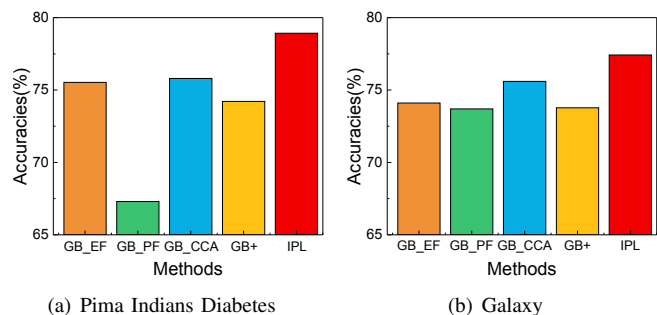 80
75
70
65
Accuracies(%)
GB_EF GB_PF GB_CCA GB+ IPL
Methods
(a) Pima Indians Diabetes
80
75
70
65
Accuracies(%)
GB_EF GB_PF GB_CCA GB+ IPL
Methods
(b) Galaxy